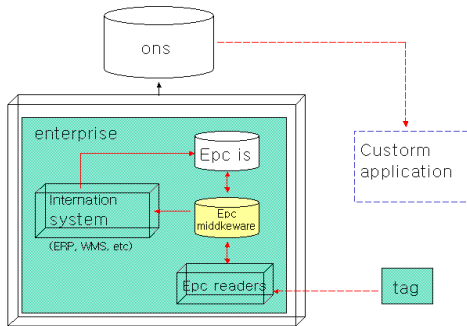 ons
enterprise
Epc is
Custorm
application
Internation
system
(ERP, WMS, etc)
Epc
middkeware
Epc readers
tag